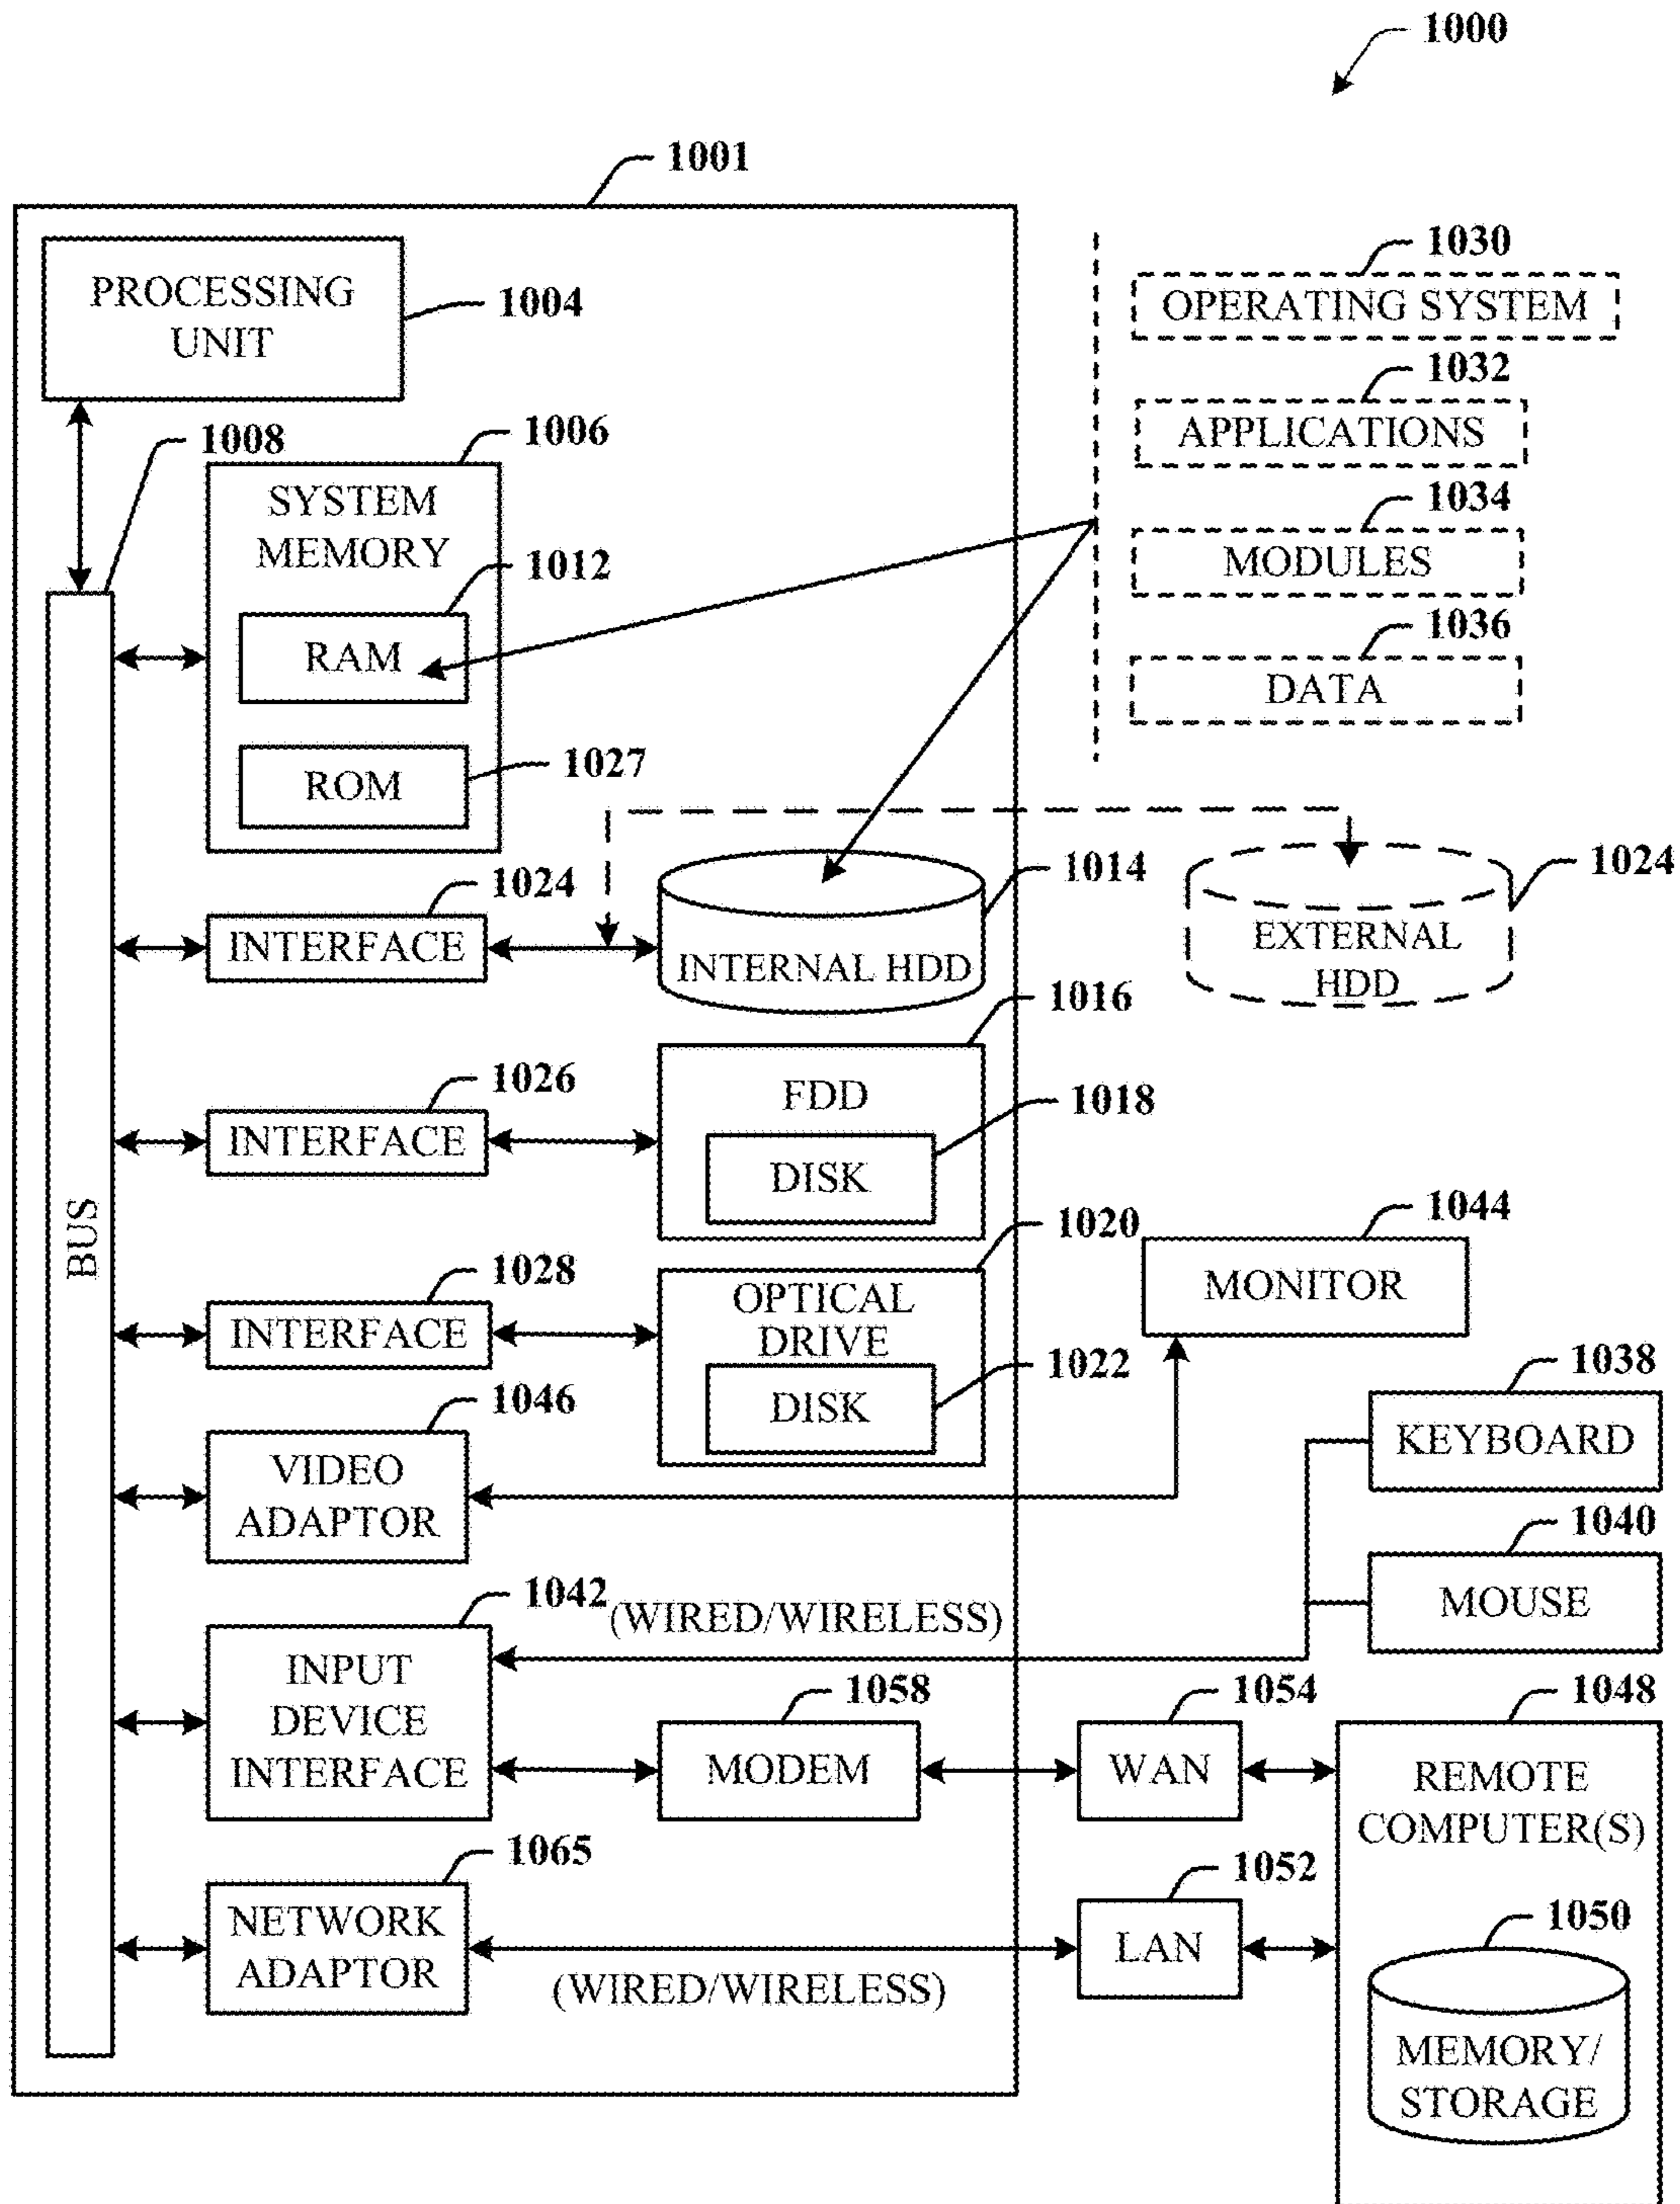 1000
1001
PROCESSING
UNIT
1004
1030
OPERATING SYSTEM
1032
APPLICATIONS
1034
MODULES
1036
DATA
1008
1006
SYSTEM
MEMORY
1012
RAM
ROM
1027
BUS
1024
INTERFACE
1014
INTERNAL HDD
1024
EXTERNAL
HDD
1026
INTERFACE
1016
FDD
1018
DISK
1028
INTERFACE
1020
OPTICAL
DRIVE
1022
DISK
1044
MONITOR
1046
VIDEO
ADAPTOR
1038
KEYBOARD
1040
MOUSE
1042
(WIRED/WIRELESS)
INPUT
DEVICE
INTERFACE
1058
MODEM
1054
WAN
1048
REMOTE
COMPUTER(S)
1065
NETWORK
ADAPTOR
(WIRED/WIRELESS)
1052
LAN
1050
MEMORY/
STORAGE